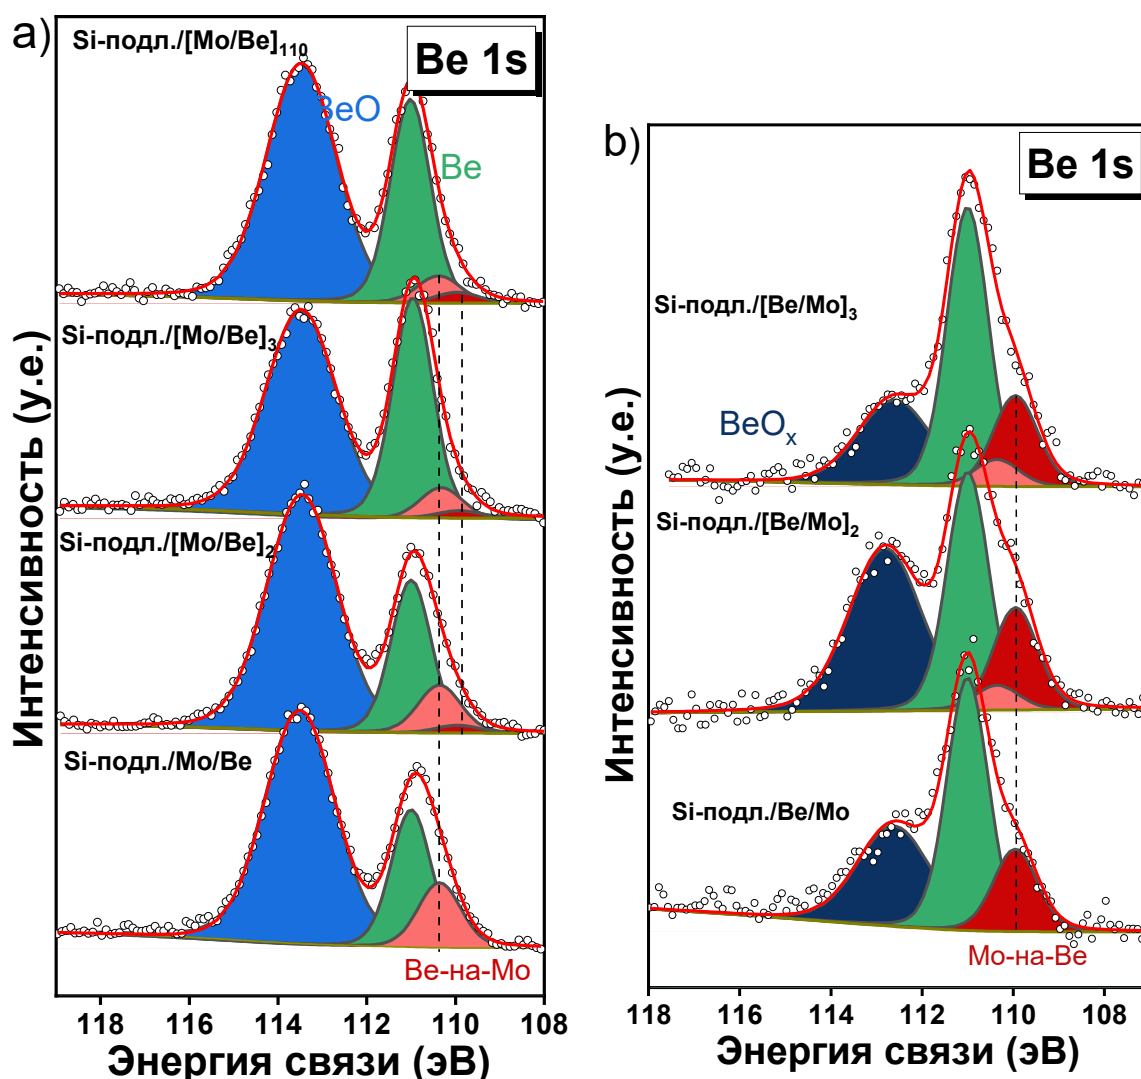 a)
Si-подл./[Mo/Be]110
Be 1s
BeO
Be
Si-подл./[Mo/Be]3
Si-подл./[Mo/Be]2
Si-подл./Mo/Be
Be-на-Mo
118 116 114 112 110 108
Энергия связи (эВ)
Интенсивность (у.е.)
b)
Be 1s
Si-подл./[Be/Mo]3
BeOx
Si-подл./[Be/Mo]2
Si-подл./Be/Mo
Mo-на-Be
118 116 114 112 110 108
Энергия связи (эВ)
Интенсивность (у.е.)